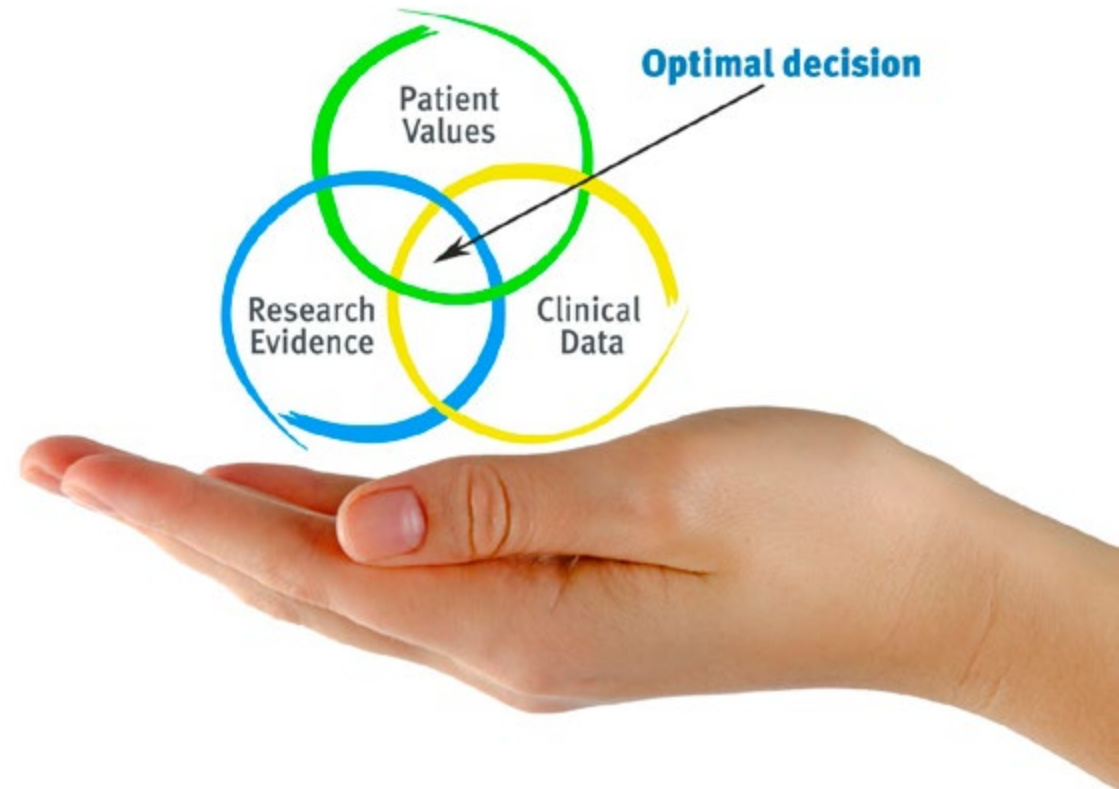 Optimal decision
Patient
Values
Research
Evidence
Clinical
Data